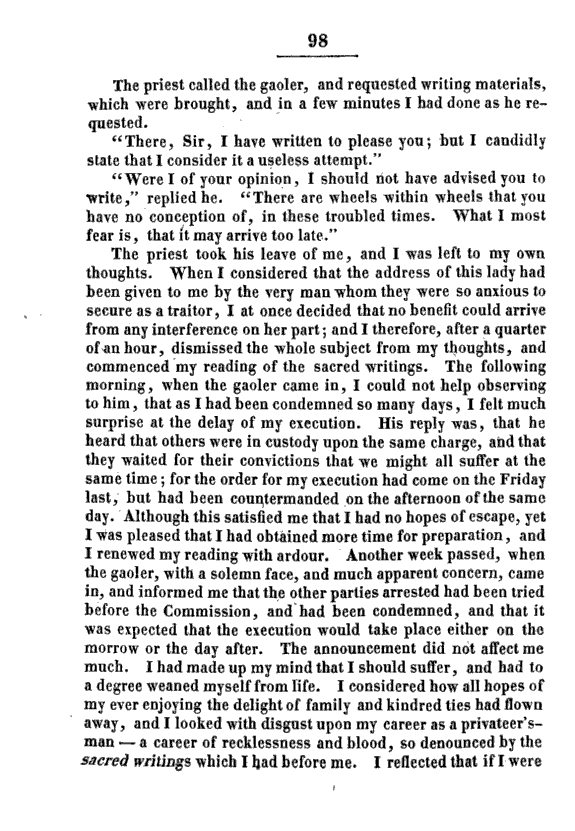 98
The priest called the gaoler, and requested writing materials,
which were brought, and in a few minutes I had done as he re-
quested.
“There, Sir, I have written to please you; but I candidly
state that I consider it a useless attempt.”
“Were I of your opinion, I should not have advised you to
write,” replied he. “There are wheels within wheels that you
have no conception of, in these troubled times. What I most
fear is, that it may arrive too late.”
The priest took his leave of me, and I was left to my own
thoughts. When I considered that the address of this lady had
been given to me by the very man whom they were so anxious to
secure as a traitor, I at once decided that no benefit could arrive
from any interference on her part; and I therefore, after a quarter
of an hour, dismissed the whole subject from my thoughts, and
commenced my reading of the sacred writings. The following
morning, when the gaoler came in, I could not help observing
to him, that as I had been condemned so many days, I felt much
surprise at the delay of my execution. His reply was, that he
heard that others were in custody upon the same charge, and that
they waited for their convictions that we might all suffer at the
same time; for the order for my execution had come on the Friday
last, but had been countermanded on the afternoon of the same
day. Although this satisfied me that I had no hopes of escape, yet
I was pleased that I had obtained more time for preparation, and
I renewed my reading with ardour. Another week passed, when
the gaoler, with a solemn face, and much apparent concern, came
in, and informed me that the other parties arrested had been tried
before the Commission, and had been condemned, and that it
was expected that the execution would take place either on the
morrow or the day after. The announcement did not affect me
much. I had made up my mind that I should suffer, and had to
a degree weaned myself from life. I considered how all hopes of
my ever enjoying the delight of family and kindred ties had flown
away, and I looked with disgust upon my career as a privateer's-
man — a career of recklessness and blood, so denounced by the
sacred writings which I had before me. I reflected that if I were